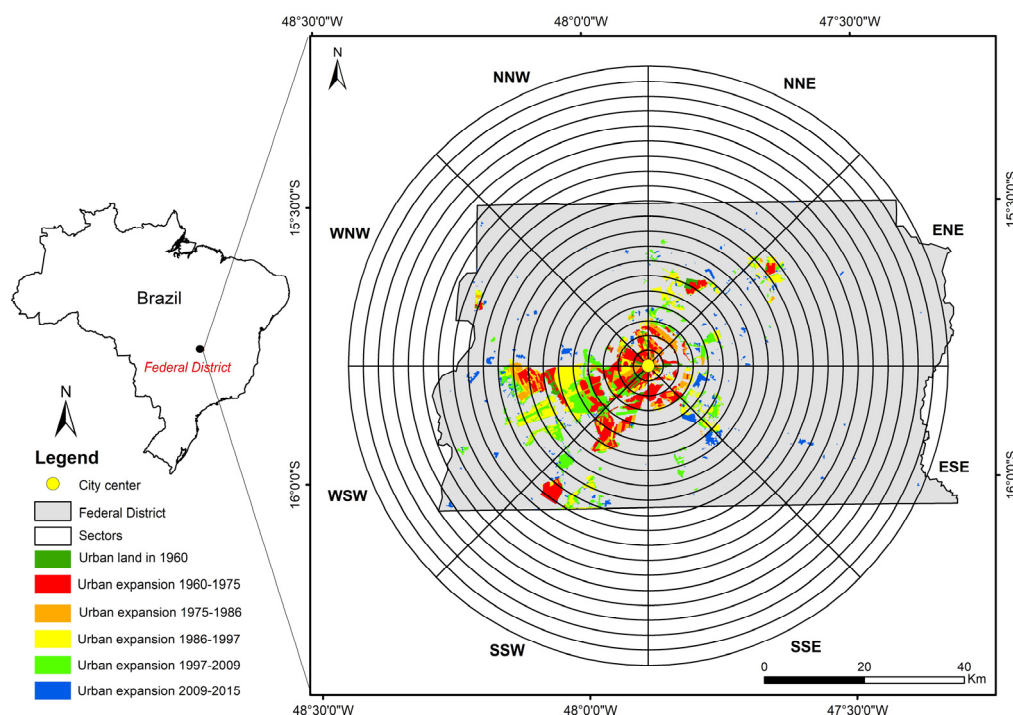 48°30'0"W 48°0'0"W 47°30'0"W
N
NNW NNE
15°30'0"S 15°30'0"S
WNW ENE
Brazil
Federal District
N
Legend
City center
Federal District
Sectors
Urban land in 1960
Urban expansion 1960-1975
Urban expansion 1975-1986
Urban expansion 1986-1997
Urban expansion 1997-2009
Urban expansion 2009-2015
16°0'0"S 16°0'0"S
WSW ESE
SSW SSE
0 20 40
Km
48°30'0"W 48°0'0"W 47°30'0"W